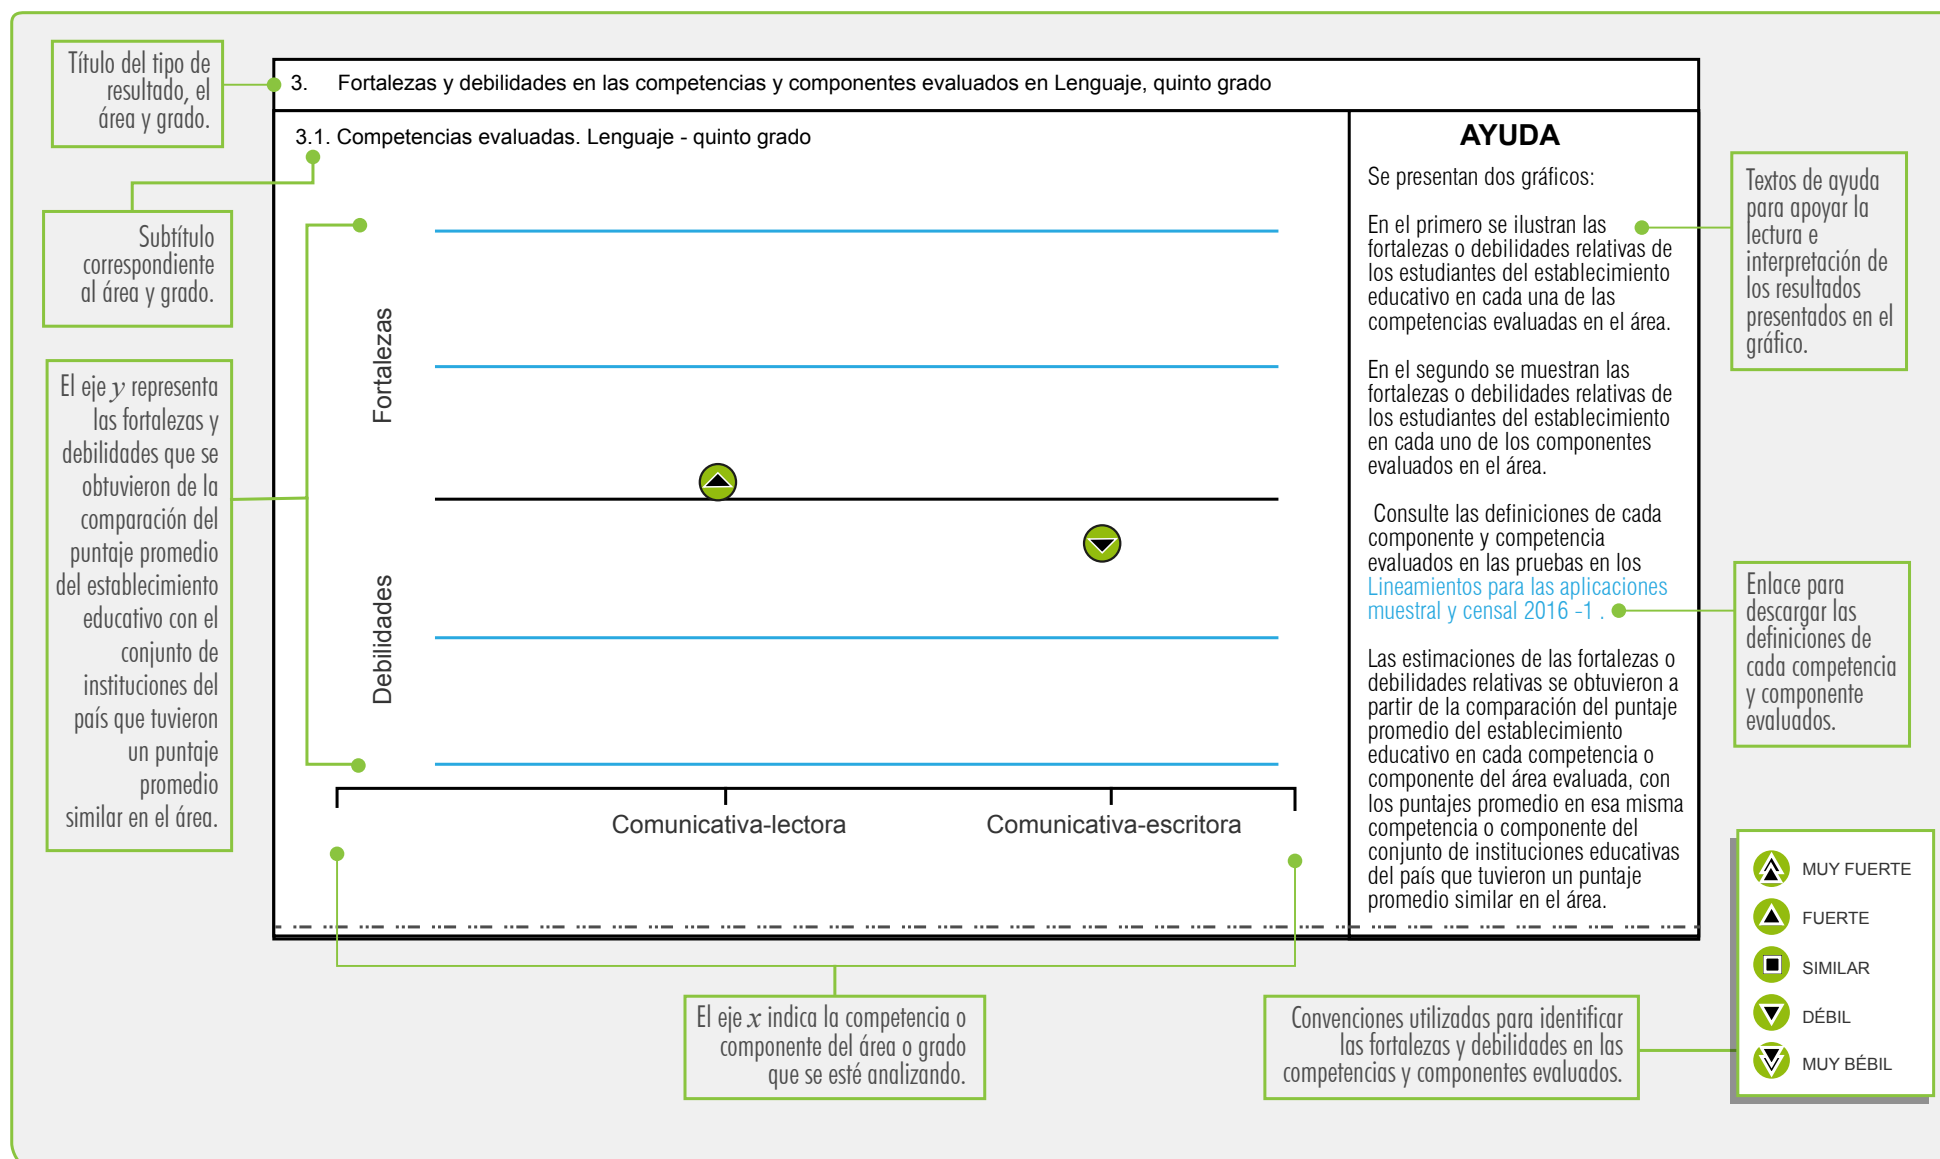 Título del tipo de
resultado, el
área y grado.
3. Fortalezas y debilidades en las competencias y componentes evaluados en Lenguaje, quinto grado
3.1. Competencias evaluadas. Lenguaje - quinto grado
Subtítulo
correspondiente
al área y grado.
El eje y representa
las fortalezas y
debilidades que se
obtuvieron de la
comparación del
puntaje promedio
del establecimiento
educativo con el
conjunto de
instituciones del
país que tuvieron
un puntaje
promedio
similar en el área.
Fortalezas
Debilidades
Comunicativa-lectora
Comunicativa-escritora
AYUDA
Se presentan dos gráficos:
En el primero se ilustran las
fortalezas o debilidades relativas de
los estudiantes del establecimiento
educativo en cada una de las
competencias evaluadas en el área.
En el segundo se muestran las
fortalezas o debilidades relativas de
los estudiantes del establecimiento
en cada uno de los componentes
evaluados en el área.
Consulte las definiciones de cada
componente y competencia
evaluados en las pruebas en los
Lineamientos para las aplicaciones
muestral y censal 2016 -1 .
Las estimaciones de las fortalezas o
debilidades relativas se obtuvieron a
partir de la comparación del puntaje
promedio del establecimiento
educativo en cada competencia o
componente del área evaluada, con
los puntajes promedio en esa misma
competencia o componente del
conjunto de instituciones educativas
del país que tuvieron un puntaje
promedio similar en el área.
Textos de ayuda
para apoyar la
lectura e
interpretación de
los resultados
presentados en el
gráfico.
Enlace para
descargar las
definiciones de
cada competencia
y componente
evaluados.
El eje x indica la competencia o
componente del área o grado
que se esté analizando.
Convenciones utilizadas para identificar
las fortalezas y debilidades en las
competencias y componentes evaluados.
MUY FUERTE
FUERTE
SIMILAR
DÉBIL
MUY BÉBIL